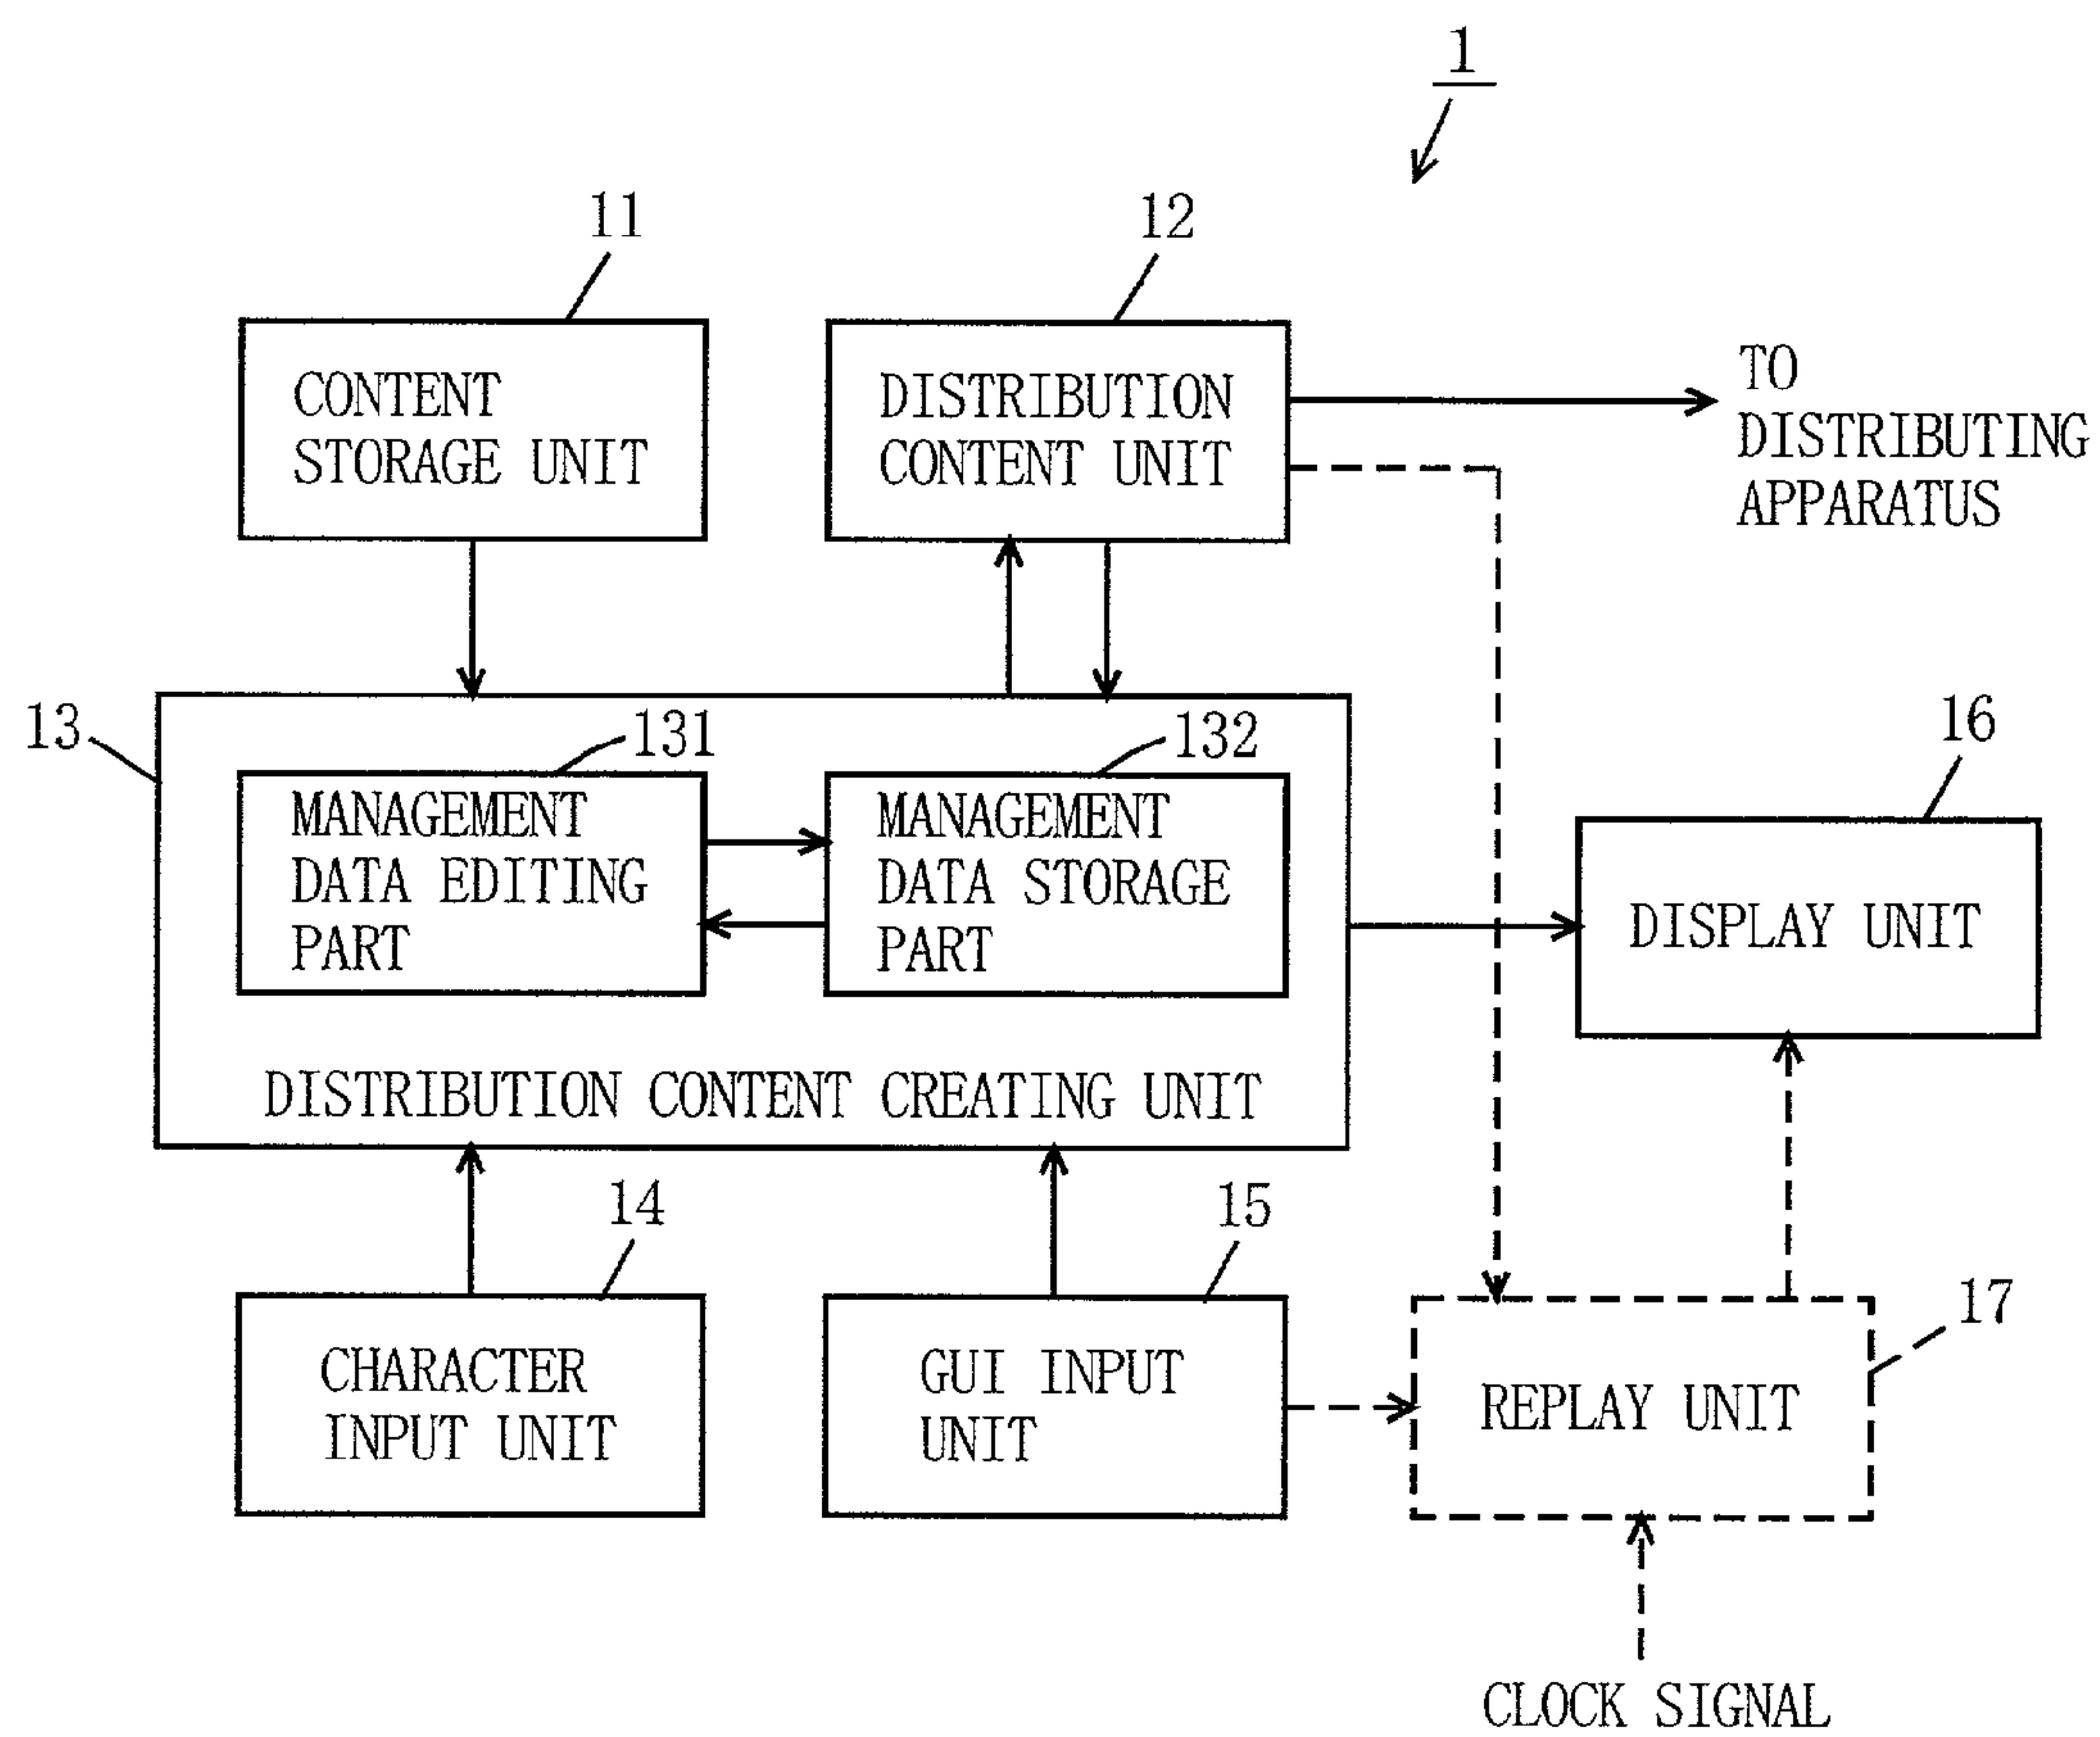 1
11
12
CONTENT
STORAGE UNIT
DISTRIBUTION
CONTENT UNIT
TO
DISTRIBUTING
APPARATUS
13
131
132
16
MANAGEMENT
DATA EDITING
PART
MANAGEMENT
DATA STORAGE
PART
DISPLAY UNIT
DISTRIBUTION CONTENT CREATING UNIT
14
15
17
CHARACTER
INPUT UNIT
GUI INPUT
UNIT
REPLAY UNIT
CLOCK SIGNAL